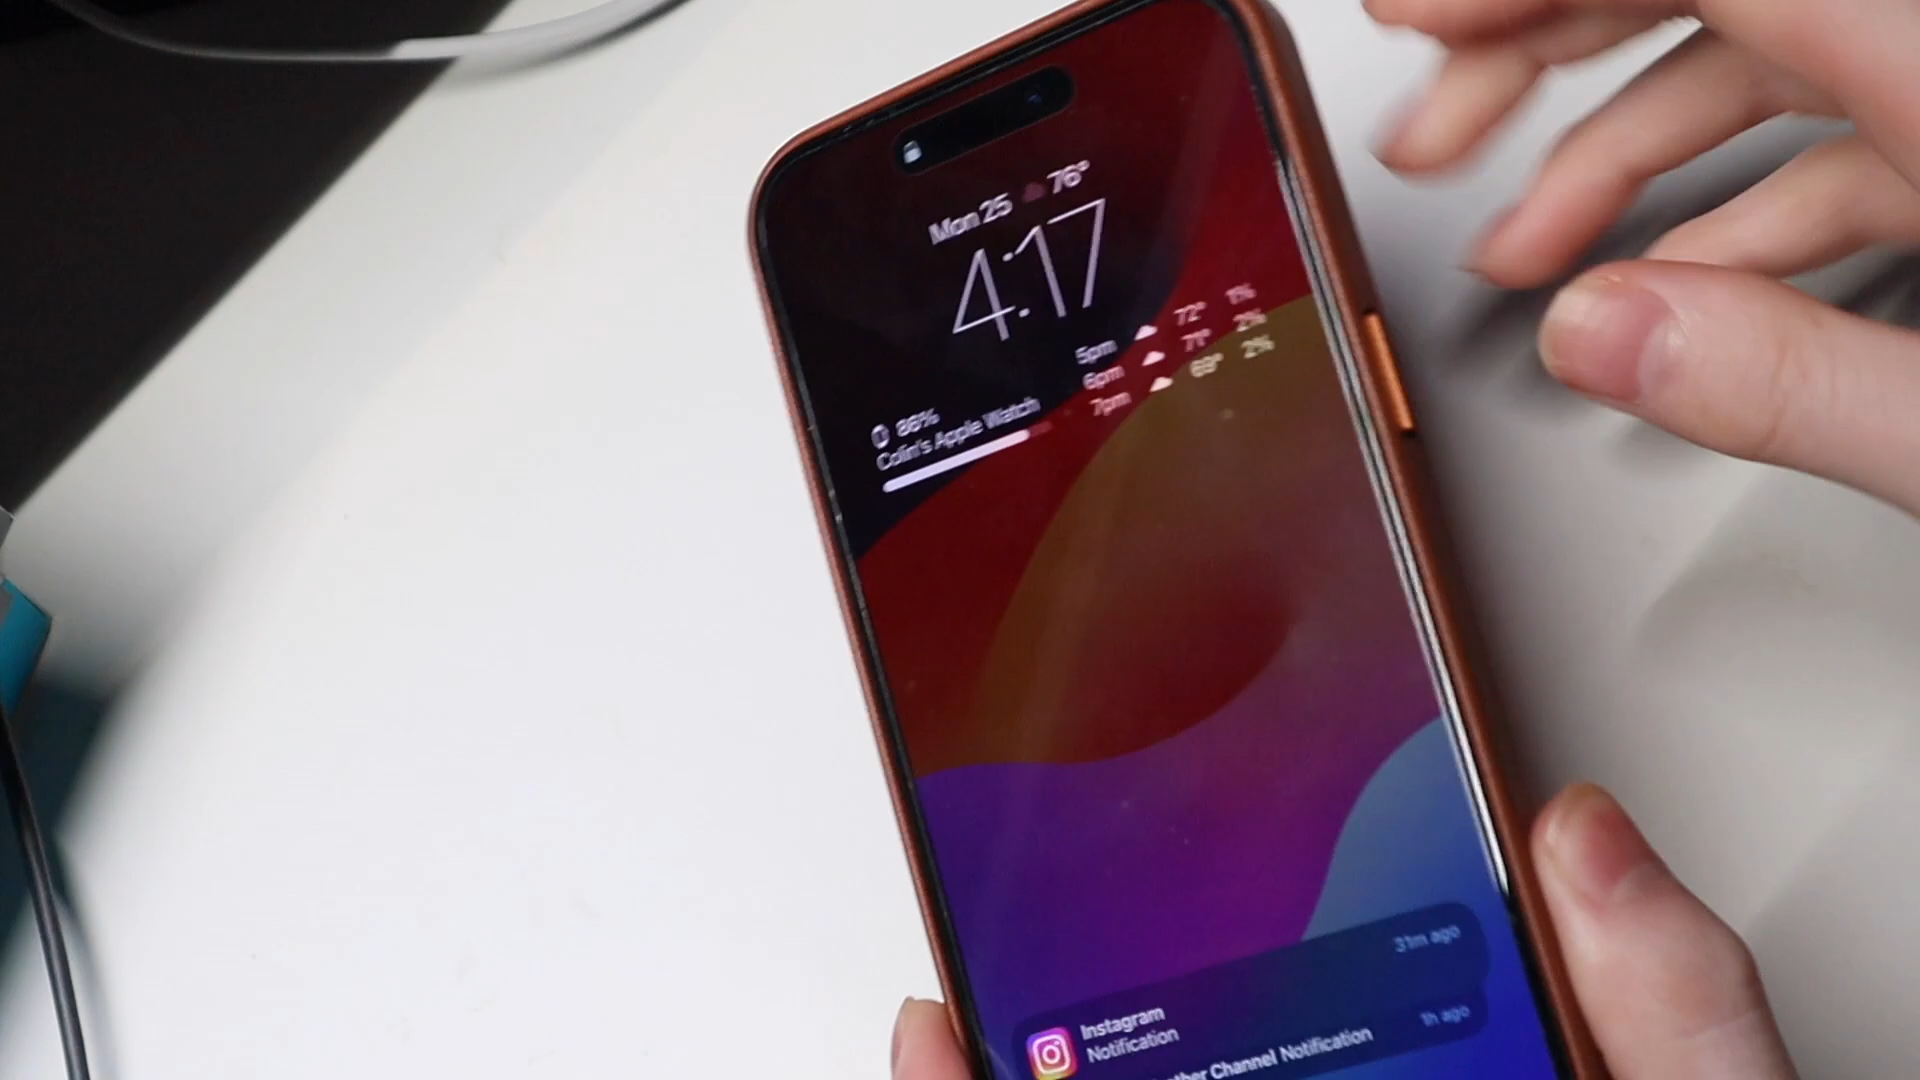 Mon 25 76°
4:17
5pm 72° 1%
6pm 71° 2%
7pm 69° 2%
86%
Colin's Apple Watch
31m ago
Instagram
Notification
1h ago
Channel Notification